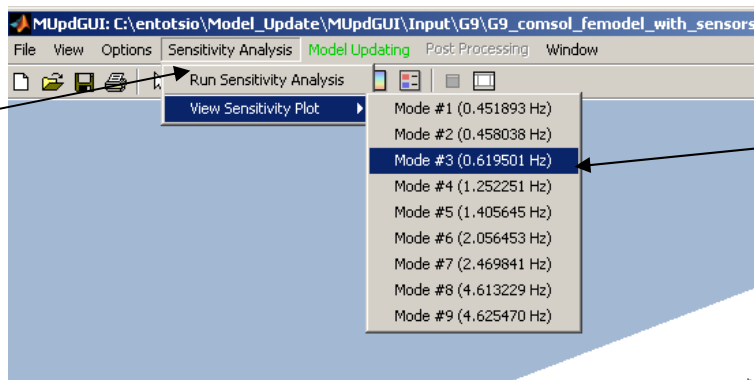 MUpdGUI: C:\entotsio\Model_Update\MUpdGUI\Input\G9\G9_comsol_femodel_with_sensors
File View Options Sensitivity Analysis Model Updating Post Processing Window
Run Sensitivity Analysis
View Sensitivity Plot
Mode #1 (0.451893 Hz)
Mode #2 (0.458038 Hz)
Mode #3 (0.619501 Hz)
Mode #4 (1.252251 Hz)
Mode #5 (1.405645 Hz)
Mode #6 (2.056453 Hz)
Mode #7 (2.469841 Hz)
Mode #8 (4.613229 Hz)
Mode #9 (4.625470 Hz)